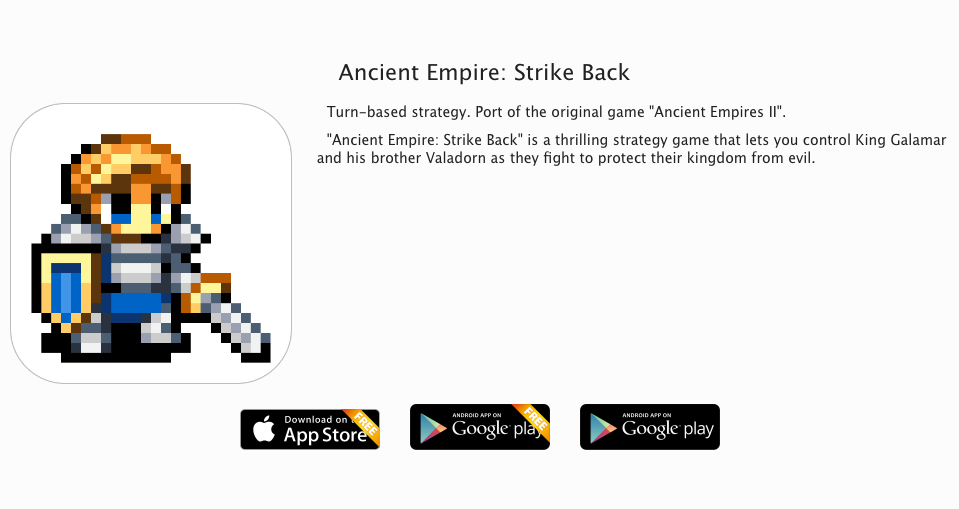 Ancient Empire: Strike Back
Turn-based strategy. Port of the original game "Ancient Empires II".
"Ancient Empire: Strike Back" is a thrilling strategy game that lets you control King Galamar
and his brother Valadorn as they fight to protect their kingdom from evil.
Download on
App Store
FREE
ANDROID APP ON
Google play
FREE
ANDROID APP ON
Google play